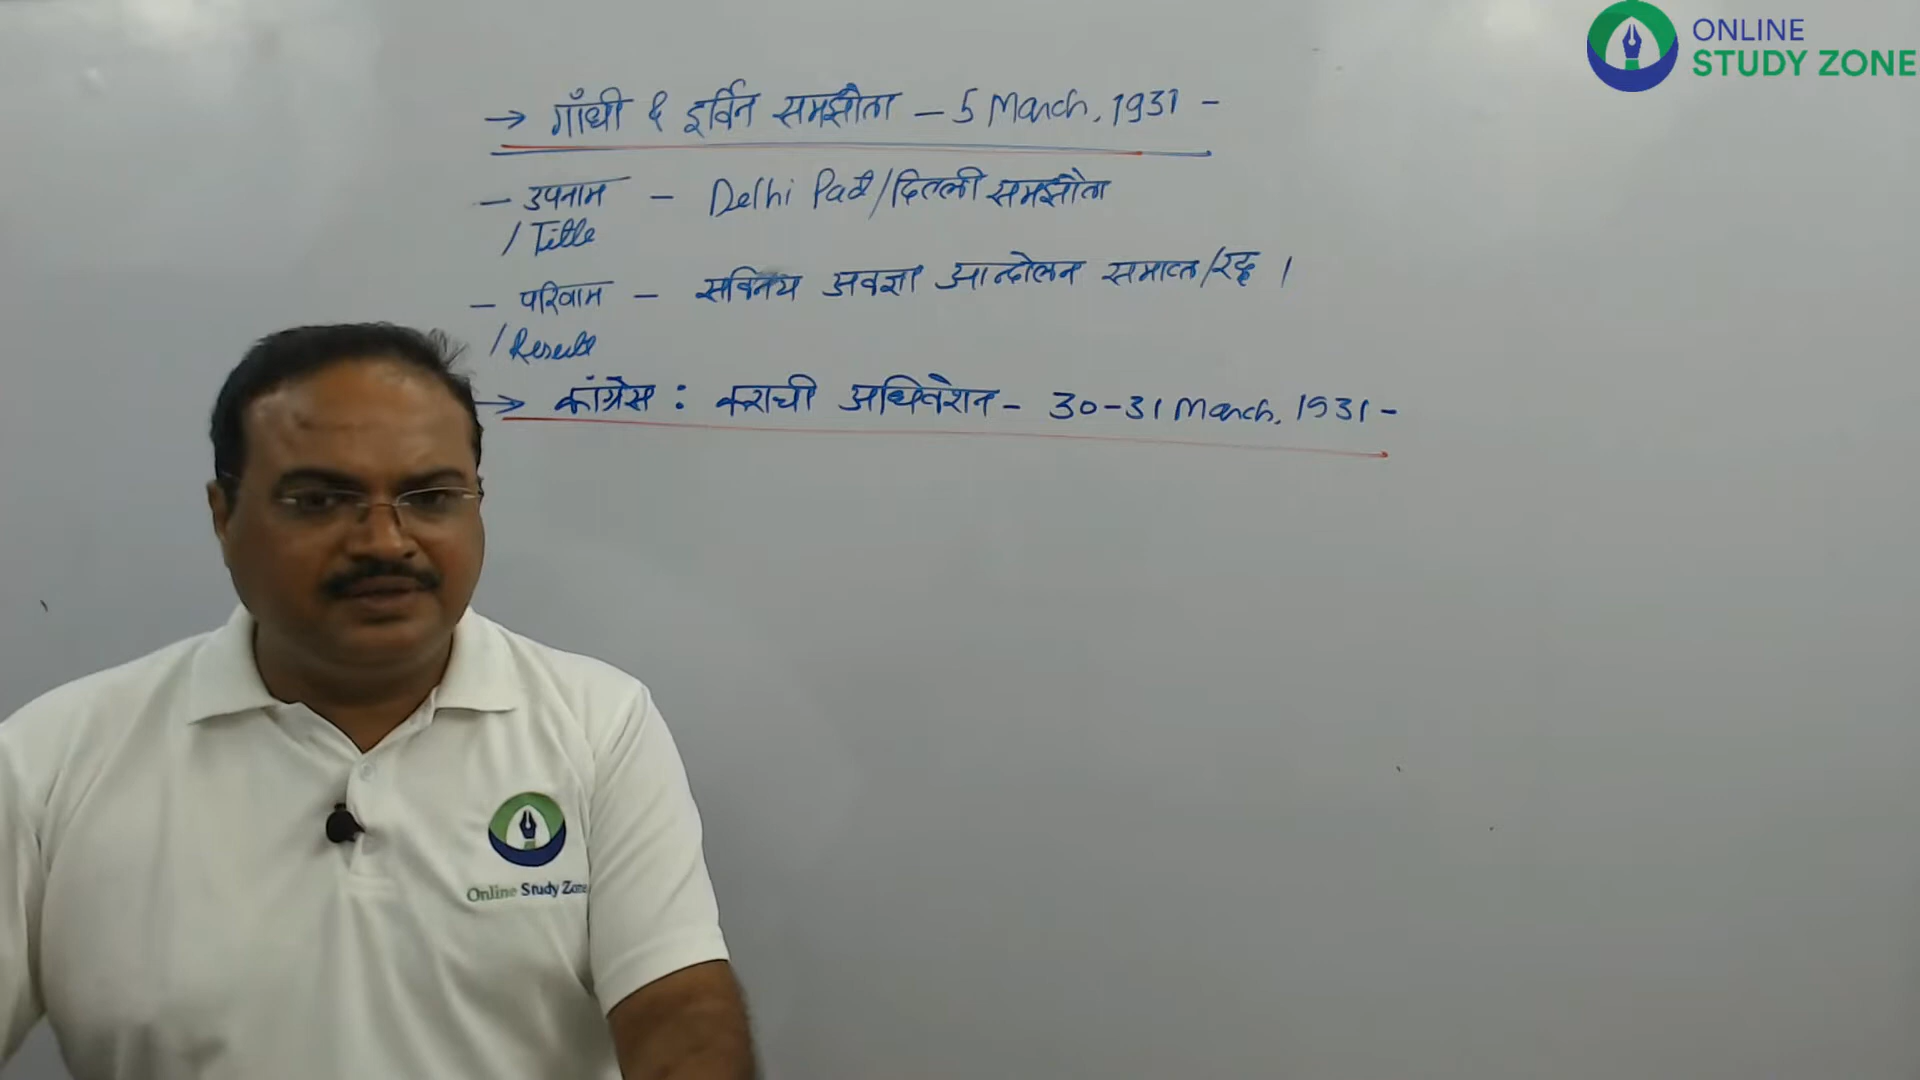 ONLINE
STUDY ZONE
→ गाँधी & इर्विन समझौता – 5 March, 1931 –
– उपनाम – Delhi Pact/दिल्ली समझौता
/ Title
– परिणाम – सविनय अवज्ञा आन्दोलन समाप्त/रद्द ।
/ Result
→ कांग्रेस : कराची अधिवेशन – 30-31 March, 1931 –
Online Study Zone